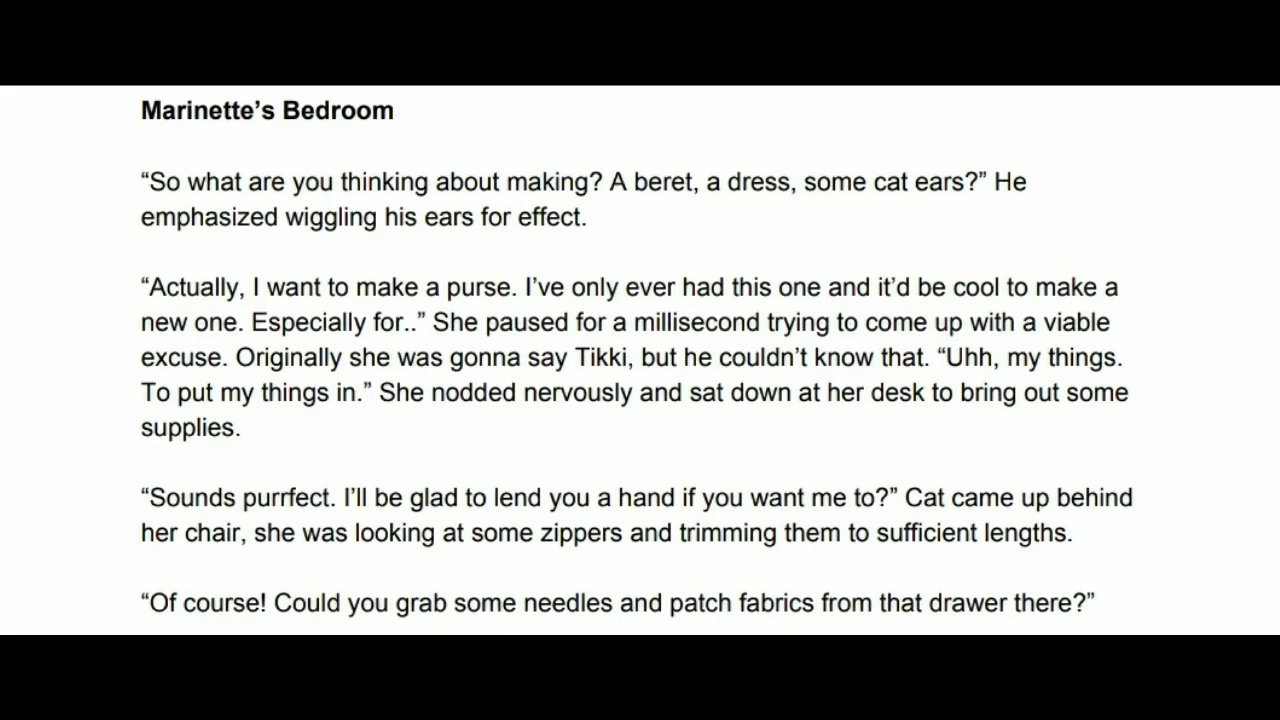 Marinette’s Bedroom
“So what are you thinking about making? A beret, a dress, some cat ears?” He
emphasized wiggling his ears for effect.
“Actually, I want to make a purse. I’ve only ever had this one and it’d be cool to make a
new one. Especially for..” She paused for a millisecond trying to come up with a viable
excuse. Originally she was gonna say Tikki, but he couldn’t know that. “Uhh, my things.
To put my things in.” She nodded nervously and sat down at her desk to bring out some
supplies.
“Sounds purrfect. I’ll be glad to lend you a hand if you want me to?” Cat came up behind
her chair, she was looking at some zippers and trimming them to sufficient lengths.
“Of course! Could you grab some needles and patch fabrics from that drawer there?”